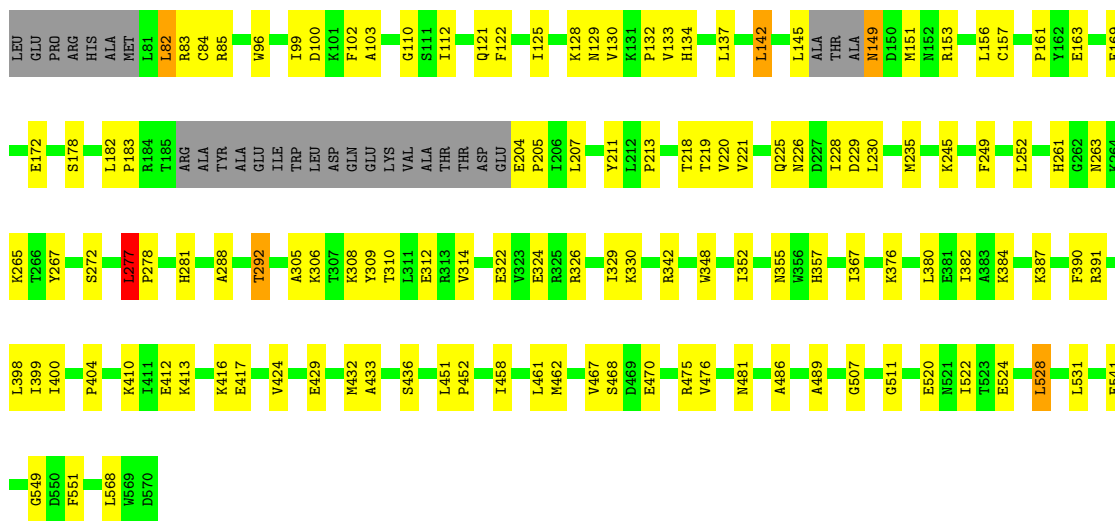 LEU GLU PRO ARG HIS ALA MET L81 L82 R83 C84 R85 W96 I99 D100 K101 F102 A103 G110 S111 I112 Q121 F122 I125 K128 N129 V130 K131 P132 V133 H134 L137 L142 L145 ALA THR ALA N149 D150 M151 N152 R153 L156 C157 P161 Y162 E163
E172 S178 L182 P183 R184 T185 ARG ALA TYR ALA GLU ILE TRP LEU ASP GLN GLU LYS VAL ALA THR THR ASP GLU E204 P205 I206 L207 Y211 L212 P213 T218 T219 V220 V221 Q225 N226 D227 I228 D229 L230 M235 K245 F249 L252 H261 G262 N263 K264
K265 T266 Y267 S272 L277 P278 H281 A288 T292 A305 K306 T307 K308 Y309 T310 L311 E312 R313 V314 E322 V323 E324 R325 R326 I329 K330 R342 W348 I352 N355 W356 H357 I367 K376 L380 E381 I382 A383 K384 K387 F390 R391
L398 I399 I400 P404 K410 I411 E412 K413 K416 E417 V424 E429 M432 A433 S436 L451 P452 I458 L461 M462 V467 S468 D469 E470 R475 V476 N481 A486 A489 G507 G511 E520 N521 I522 T523 E524 L528 L531
G549 D550 F551 L568 W569 D570